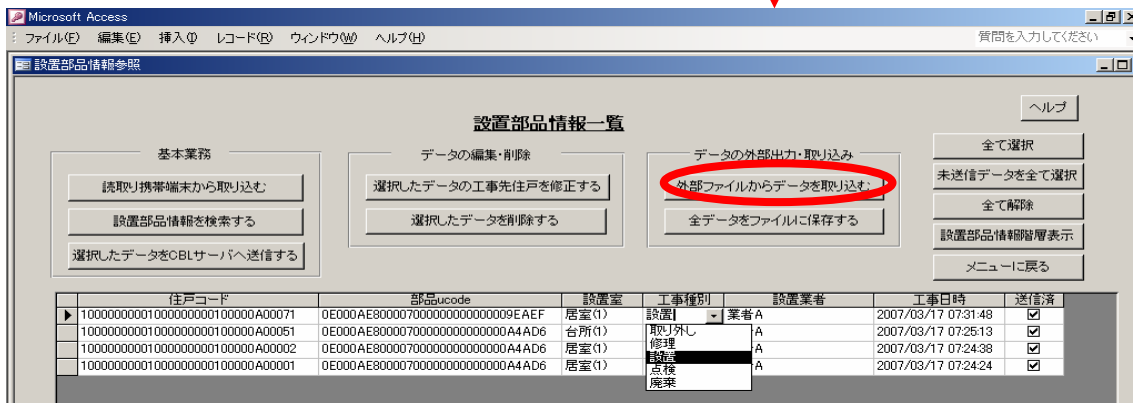 Microsoft Access
ファイル(F) 編集(E) 挿入(I) レコード(R) ウィンドウ(W) ヘルプ(H) 質問を入力してください
設置部品情報参照
ヘルプ
設置部品情報一覧
基本業務 データの編集・削除 データの外部出力・取り込み 全て選択
読取り携帯端末から取り込む 選択したデータの工事先住戸を修正する 外部ファイルからデータを取り込む 未送信データを全て選択
設置部品情報を検索する 選択したデータを削除する 全データをファイルに保存する 全て解除
選択したデータをCBLサーバへ送信する 設置部品情報階層表示
メニューに戻る
住戸コード 部品ucode 設置室 工事種別 設置業者 工事日時 送信済
10000000001000000000100000A00071 0E000AE80000700000000000009EAEF 居室(1) 設置 業者A 2007/03/17 07:31:48
10000000001000000000100000A00051 0E000AE8000070000000000000A4AD6 台所(1) 取り外し A 2007/03/17 07:25:13
10000000001000000000100000A00002 0E000AE8000070000000000000A4AD6 居室(1) 修理 A 2007/03/17 07:24:38
10000000001000000000100000A00001 0E000AE8000070000000000000A4AD6 居室(1) 設置 A 2007/03/17 07:24:24
点検
廃棄